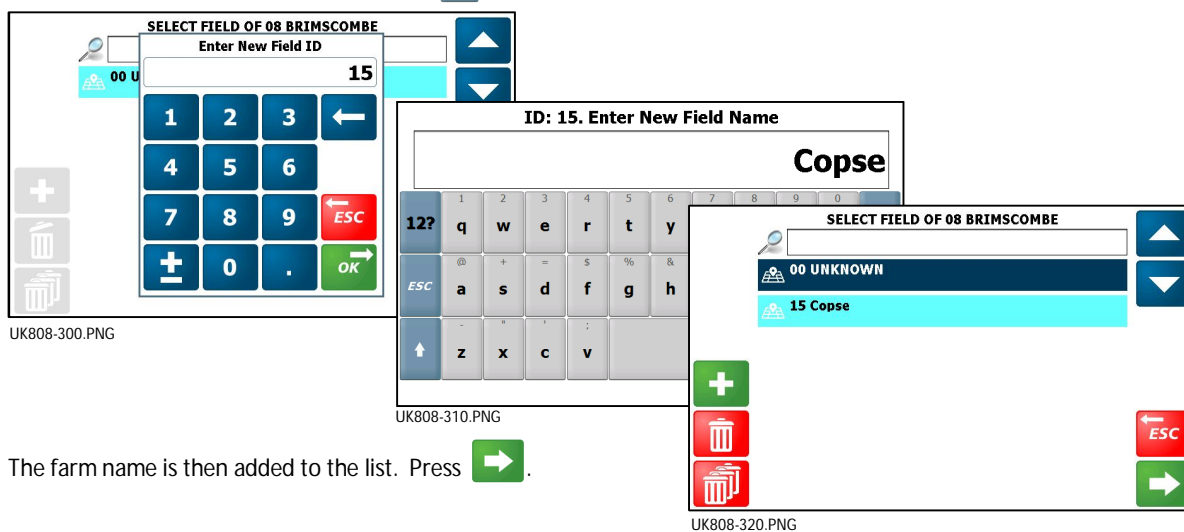 SELECT FIELD OF 08 BRIMSCOMBE
Enter New Field ID
15
00 U
1 2 3
4 5 6
7 8 9 ESC
± 0 . OK
UK808-300.PNG
ID: 15. Enter New Field Name
Copse
1 2 3 4 5 6 7 8 9 0
12? q w e r t y
@ + = $ % &
ESC a s d f g h
- " ' ;
z x c v
UK808-310.PNG
SELECT FIELD OF 08 BRIMSCOMBE
00 UNKNOWN
15 Copse
ESC
UK808-320.PNG
The farm name is then added to the list. Press .